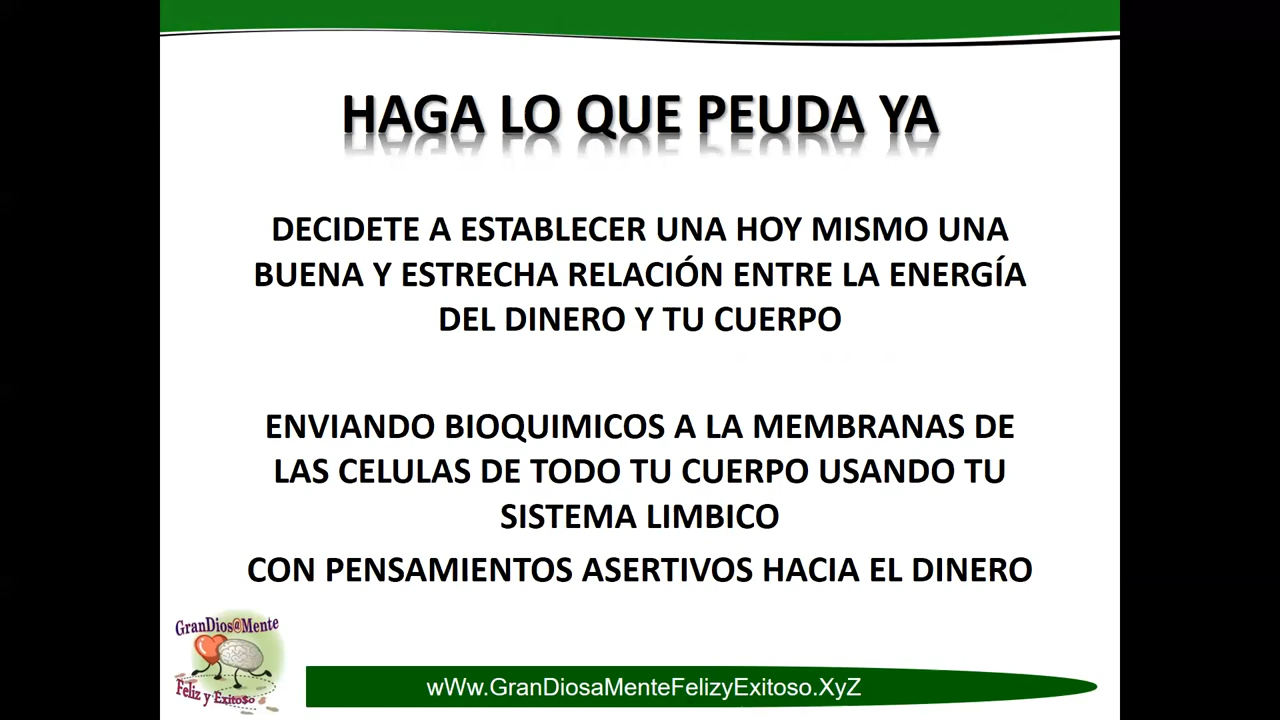 HAGA LO QUE PEUDA YA
DECIDETE A ESTABLECER UNA HOY MISMO UNA
BUENA Y ESTRECHA RELACIÓN ENTRE LA ENERGÍA
DEL DINERO Y TU CUERPO
ENVIANDO BIOQUIMICOS A LA MEMBRANAS DE
LAS CELULAS DE TODO TU CUERPO USANDO TU
SISTEMA LIMBICO
CON PENSAMIENTOS ASERTIVOS HACIA EL DINERO
GranDios@Mente
Feliz y Exito$o
wWw.GranDiosaMenteFelizyExitoso.XyZ